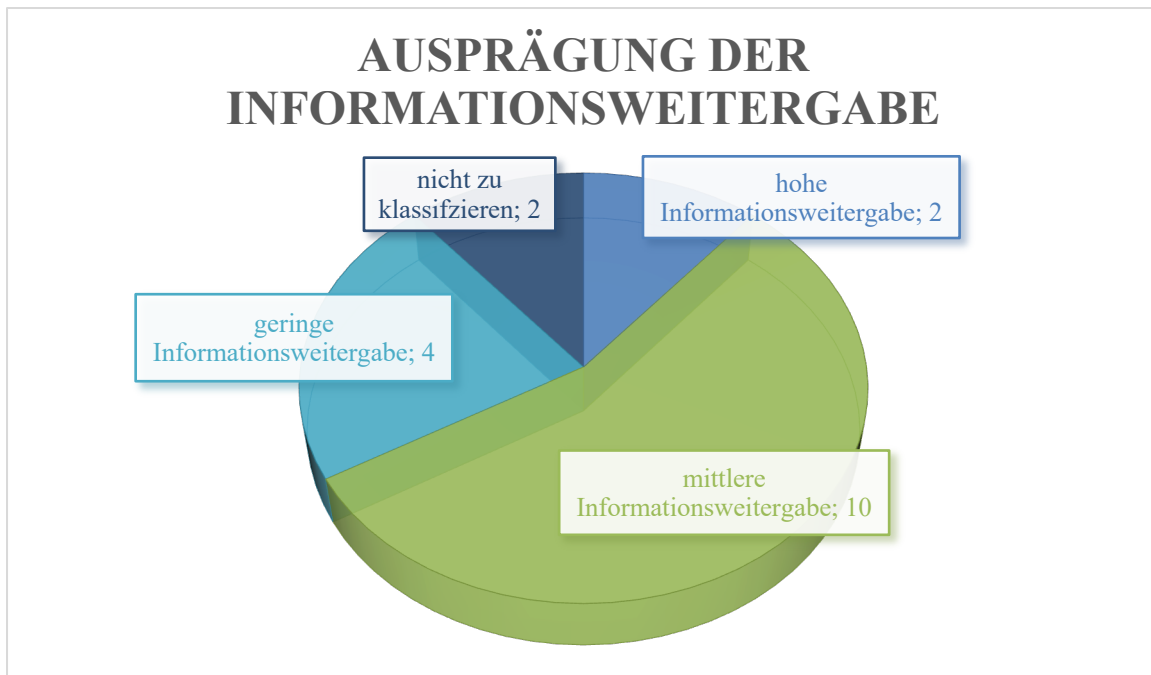 AUSPRÄGUNG DER
INFORMATIONSWEITERGABE
nicht zu
klassifzieren; 2
hohe
Informationsweitergabe; 2
geringe
Informationsweitergabe; 4
mittlere
Informationsweitergabe; 10